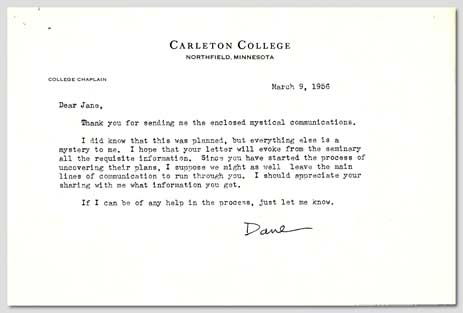 CARLETON COLLEGE
NORTHFIELD, MINNESOTA
COLLEGE CHAPLAIN
March 9, 1956
Dear Jane,
Thank you for sending me the enclosed mystical communications.
I did know that this was planned, but everything else is a
mystery to me. I hope that your letter will evoke from the seminary
all the requisite information. Since you have started the process of
uncovering their plans, I suppose we might as well leave the main
lines of communication to run through you. I should appreciate your
sharing with me what information you get.
If I can be of any help in the process, just let me know.
Dave